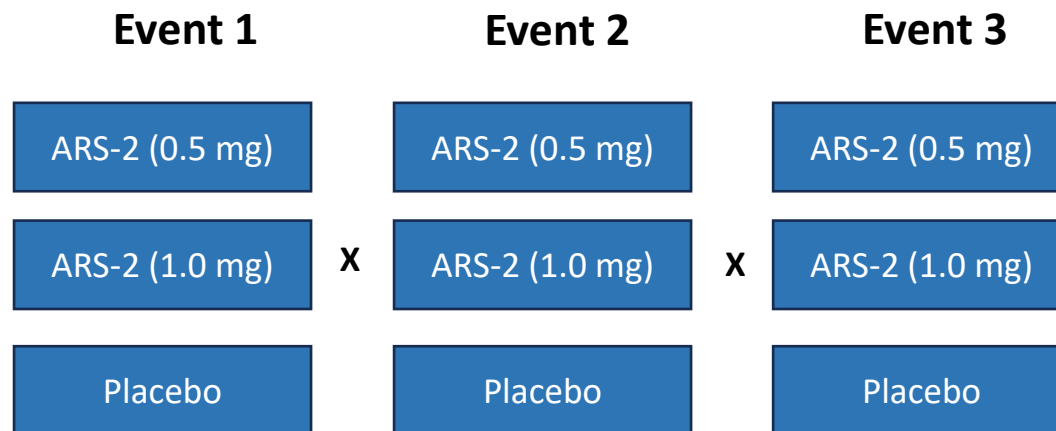 Event 1
Event 2
Event 3
ARS-2 (0.5 mg)
ARS-2 (0.5 mg)
ARS-2 (0.5 mg)
ARS-2 (1.0 mg)
X
ARS-2 (1.0 mg)
X
ARS-2 (1.0 mg)
Placebo
Placebo
Placebo